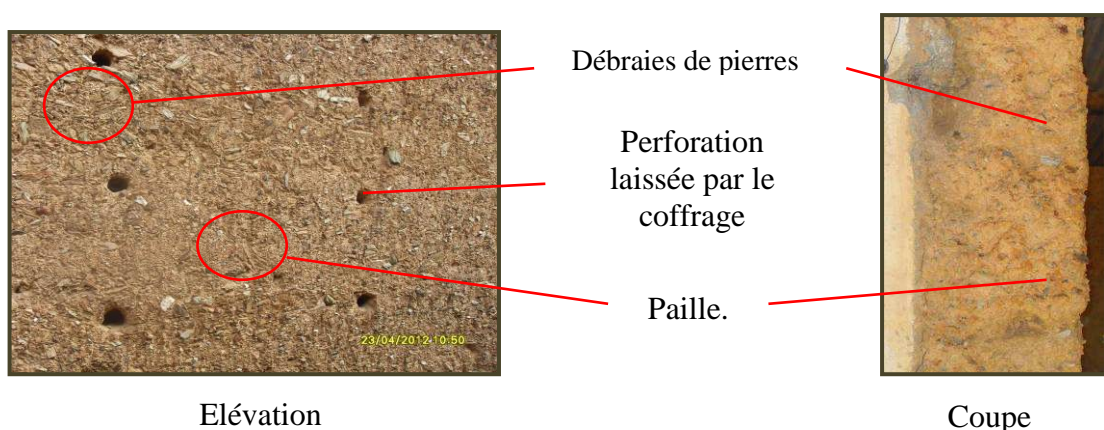 Débraies de pierres
Perforation
laissée par le
coffrage
Paille.
23/04/2012 10:50
Elévation
Coupe